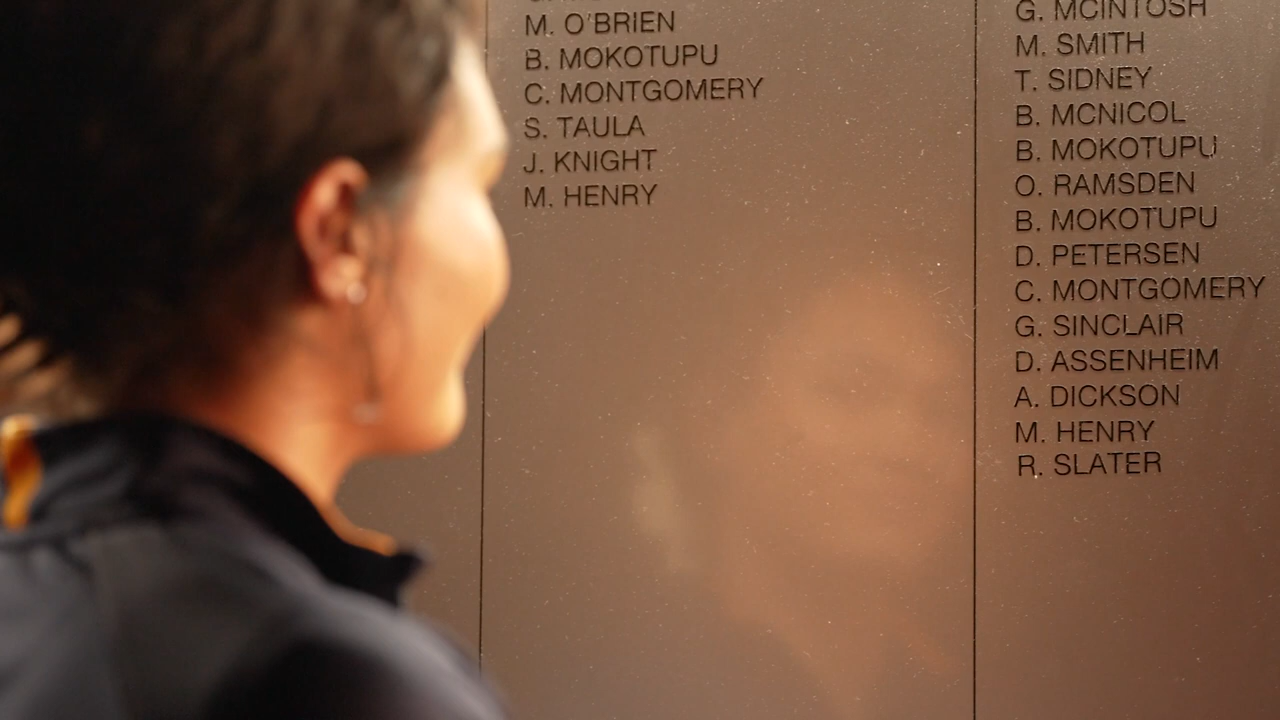 M. O'BRIEN
B. MOKOTUPU
C. MONTGOMERY
S. TAULA
J. KNIGHT
M. HENRY
G. MCINTOSH
M. SMITH
T. SIDNEY
B. MCNICOL
B. MOKOTUPU
O. RAMSDEN
B. MOKOTUPU
D. PETERSEN
C. MONTGOMERY
G. SINCLAIR
D. ASSENHEIM
A. DICKSON
M. HENRY
R. SLATER